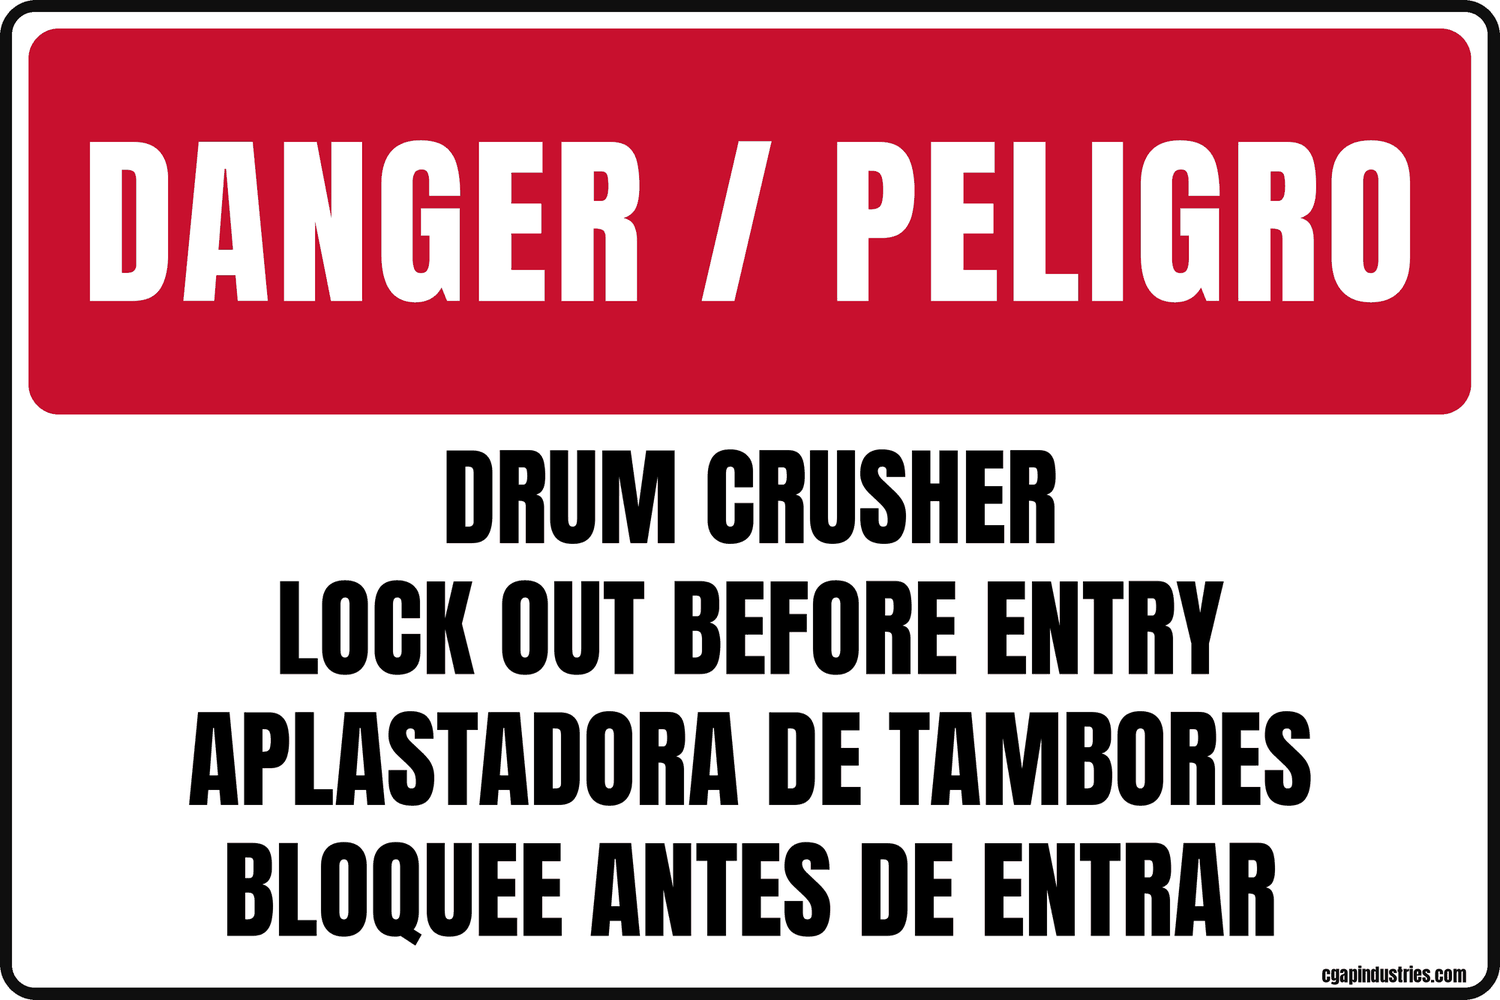 DANGER / PELIGRO
DRUM CRUSHER
LOCK OUT BEFORE ENTRY
APLASTADORA DE TAMBORES
BLOQUEE ANTES DE ENTRAR
cgapindustries.com